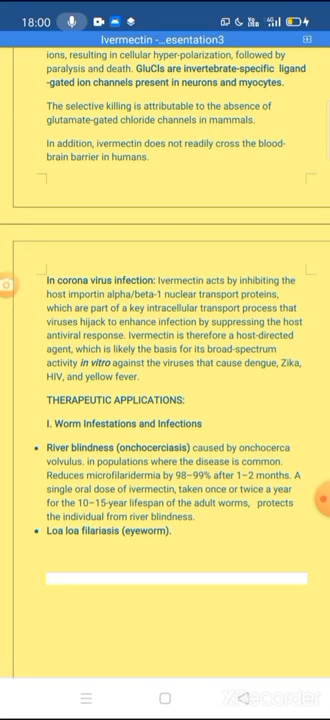 18:00
Ivermectin -...esentation3
ions, resulting in cellular hyper-polarization, followed by
paralysis and death. GluCls are invertebrate-specific ligand
-gated ion channels present in neurons and myocytes.
The selective killing is attributable to the absence of
glutamate-gated chloride channels in mammals.
In addition, ivermectin does not readily cross the blood-
brain barrier in humans.
In corona virus infection: Ivermectin acts by inhibiting the
host importin alpha/beta-1 nuclear transport proteins,
which are part of a key intracellular transport process that
viruses hijack to enhance infection by suppressing the host
antiviral response. Ivermectin is therefore a host-directed
agent, which is likely the basis for its broad-spectrum
activity in vitro against the viruses that cause dengue, Zika,
HIV, and yellow fever.
THERAPEUTIC APPLICATIONS:
I. Worm Infestations and Infections
• River blindness (onchocerciasis) caused by onchocerca
volvulus. in populations where the disease is common.
Reduces microfilaridermia by 98–99% after 1–2 months. A
single oral dose of ivermectin, taken once or twice a year
for the 10–15-year lifespan of the adult worms, protects
the individual from river blindness.
• Loa loa filariasis (eyeworm).